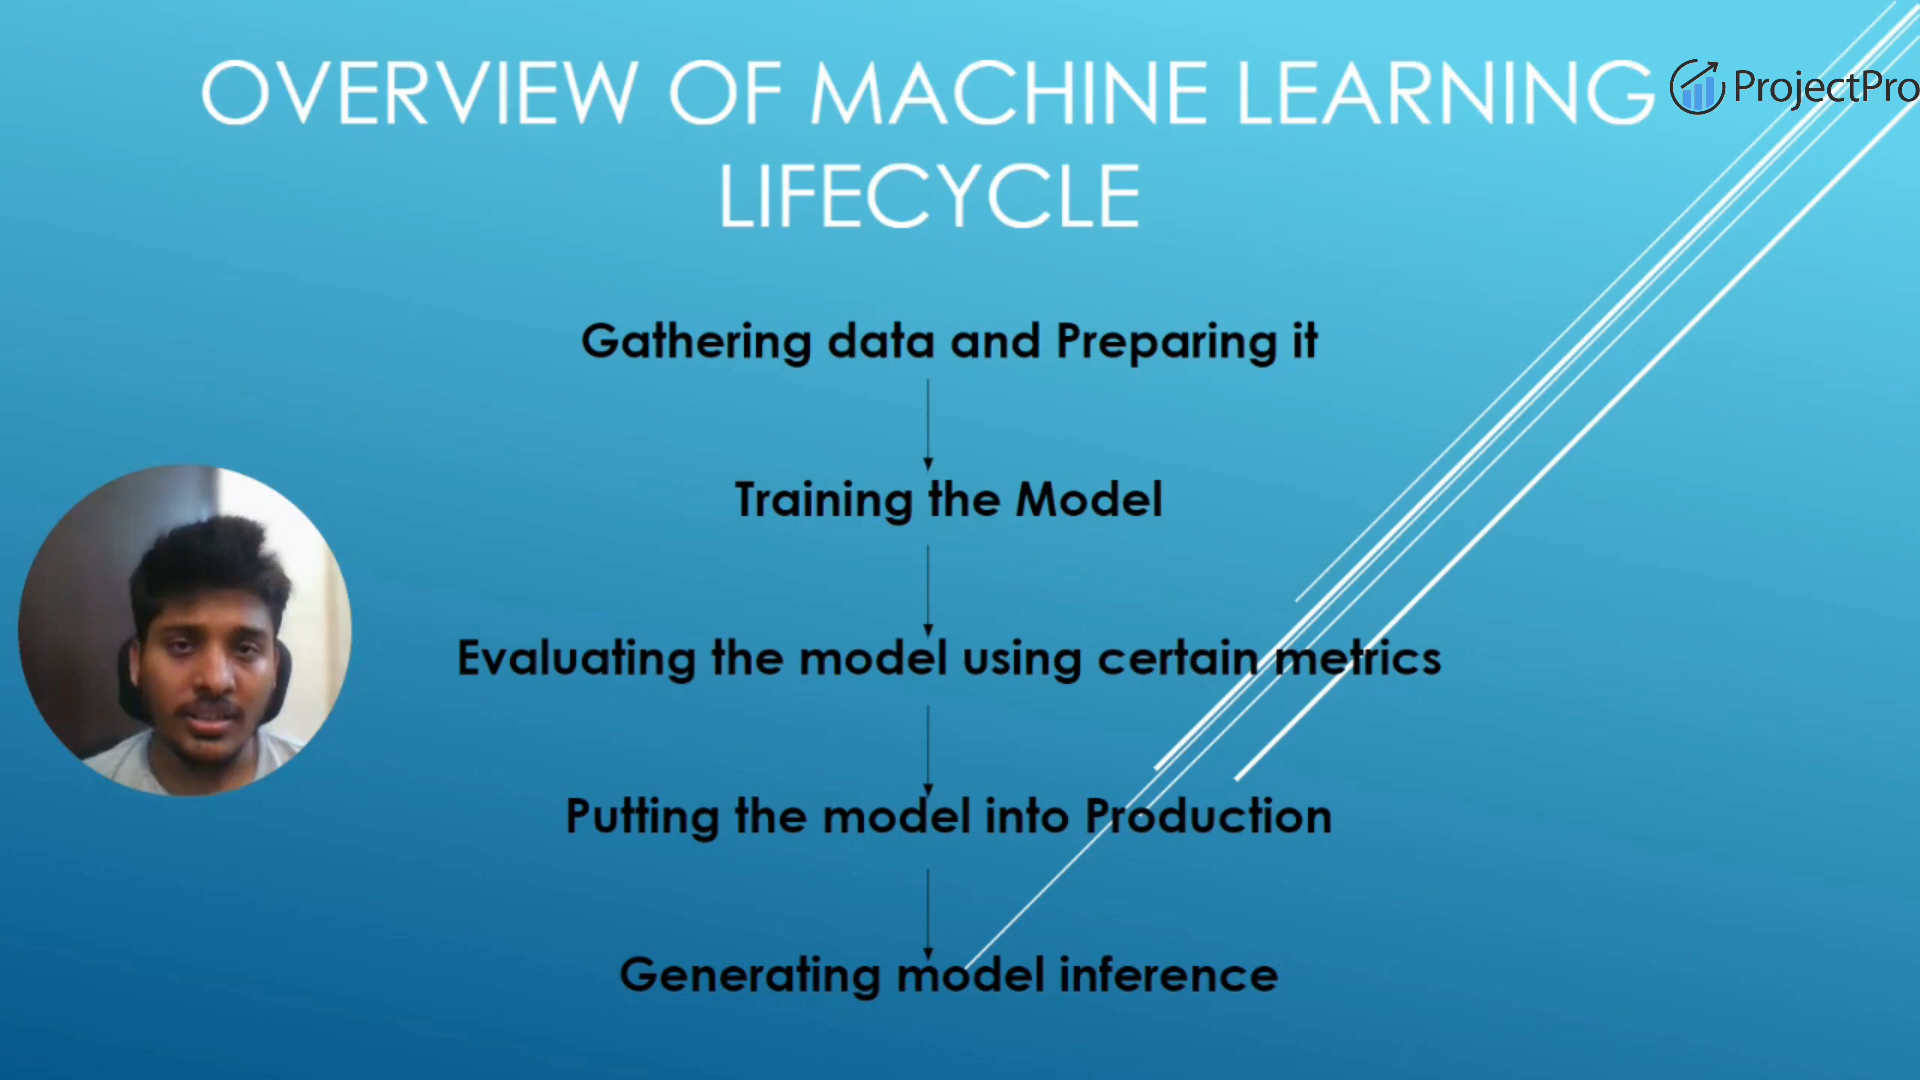 OVERVIEW OF MACHINE LEARNING
LIFECYCLE
ProjectPro
Gathering data and Preparing it
Training the Model
Evaluating the model using certain metrics
Putting the model into Production
Generating model inference